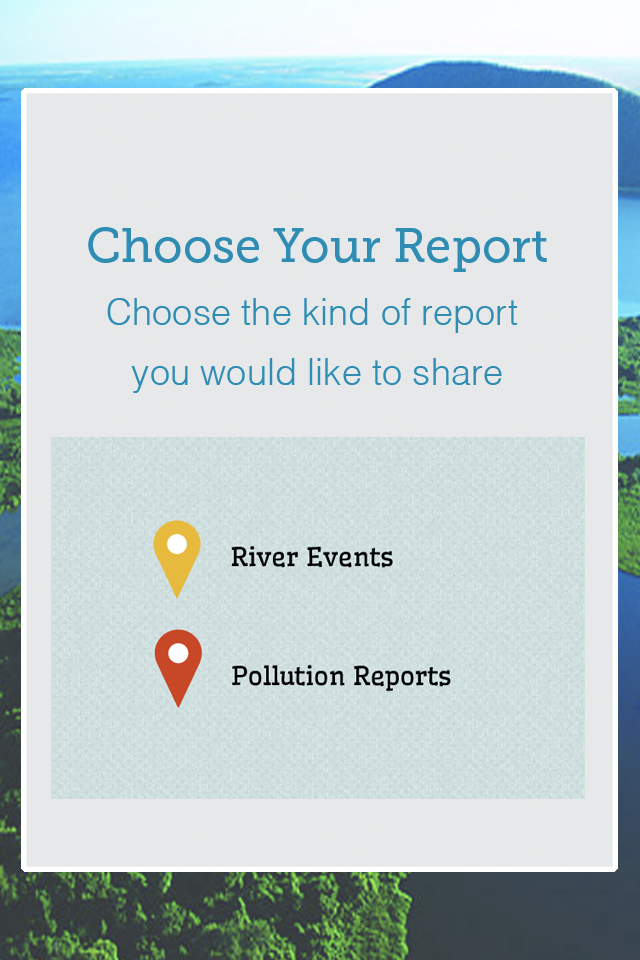 Choose Your Report
Choose the kind of report
you would like to share
River Events
Pollution Reports